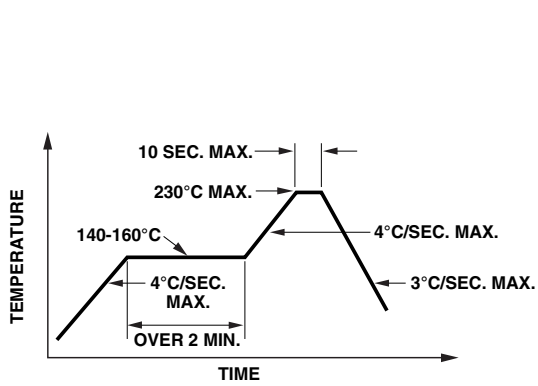 10 SEC. MAX.
230°C MAX.
140-160°C
4°C/SEC. MAX.
4°C/SEC.
MAX.
3°C/SEC. MAX.
OVER 2 MIN.
TEMPERATURE
TIME